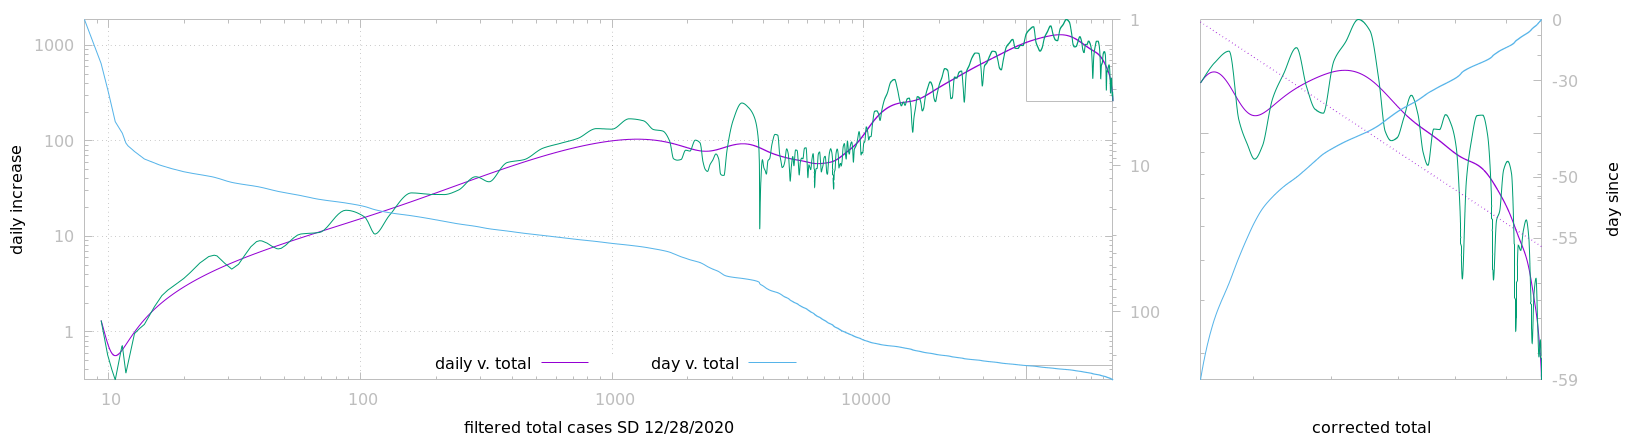 1000
100
10
1
daily increase
10
100
1000
10000
filtered total cases SD 12/28/2020
daily v. total
day v. total
1
10
100
0
-30
-50
-55
-59
day since
corrected total